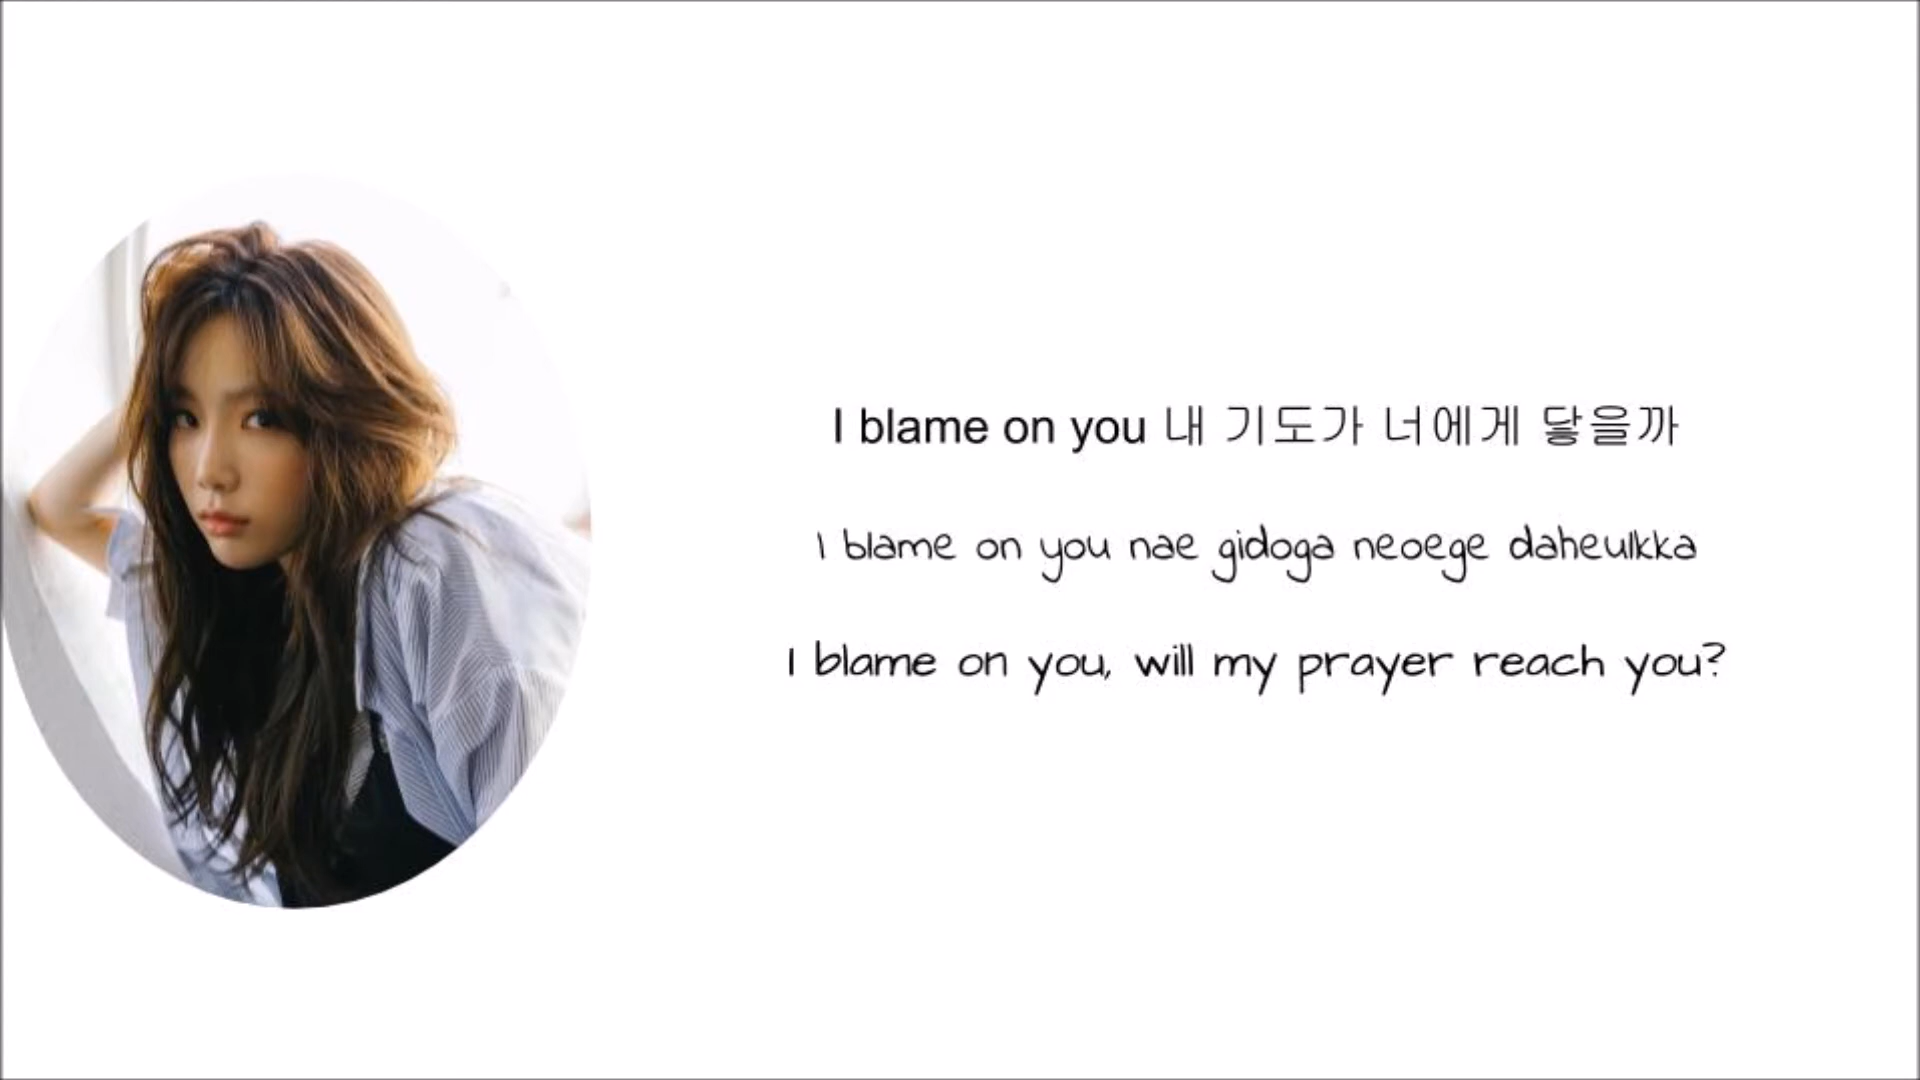 I blame on you 내 기도가 너에게 닿을까
I blame on you nae gidoga neoege daheulkka
I blame on you, will my prayer reach you?